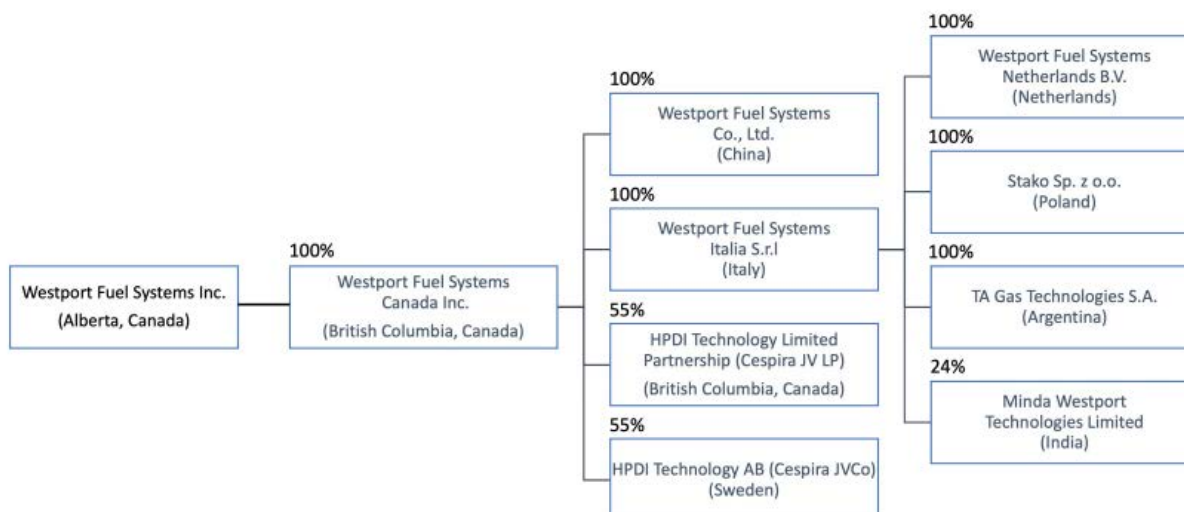 Westport Fuel Systems Inc.
(Alberta, Canada)
100%
Westport Fuel Systems
Canada Inc.
(British Columbia, Canada)
100%
Westport Fuel Systems
Co., Ltd.
(China)
100%
Westport Fuel Systems
Italia S.r.l
(Italy)
55%
HPDI Technology Limited
Partnership (Cespira JV LP)
(British Columbia, Canada)
55%
HPDI Technology AB (Cespira JVCo)
(Sweden)
100%
Westport Fuel Systems
Netherlands B.V.
(Netherlands)
100%
Stako Sp. z o.o.
(Poland)
100%
TA Gas Technologies S.A.
(Argentina)
24%
Minda Westport
Technologies Limited
(India)